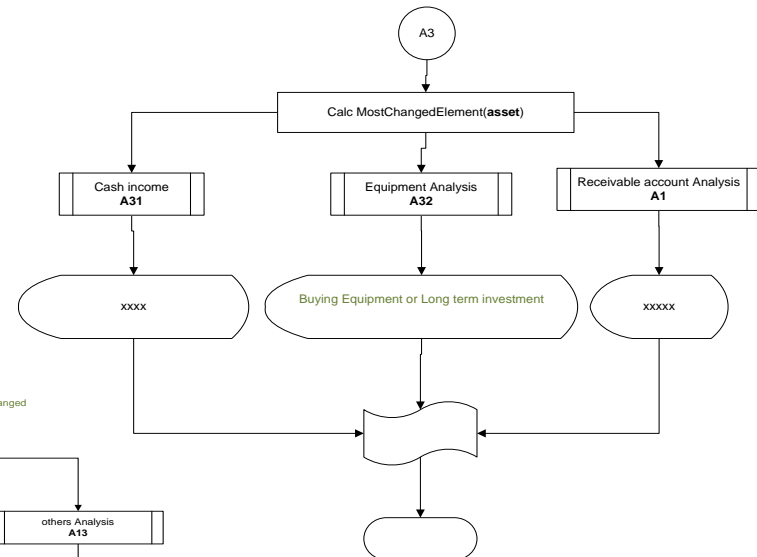 A3
Calc MostChangedElement(asset)
Cash income
A31
Equipment Analysis
A32
Receivable account Analysis
A1
xxxx
Buying Equipment or Long term investment
xxxxx
anged
others Analysis
A13